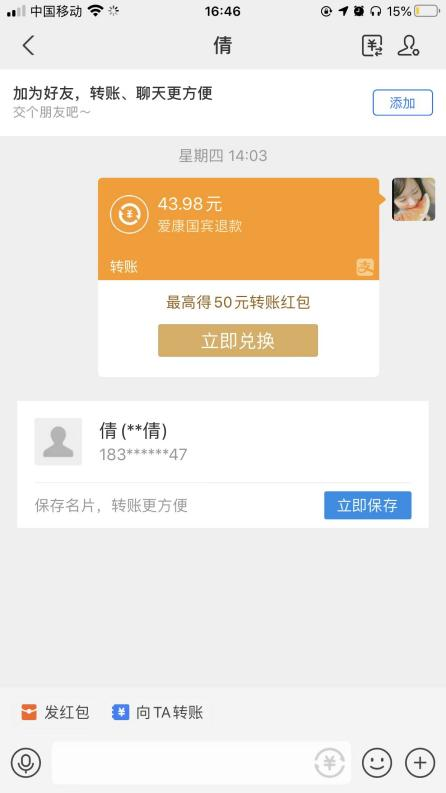 中国移动
16:46
15%
倩
加为好友，转账、聊天更方便
交个朋友吧～
添加
星期四 14:03
43.98元
爱康国宾退款
转账
支
最高得50元转账红包
立即兑换
倩(**倩)
183******47
保存名片，转账更方便
立即保存
发红包
向TA转账